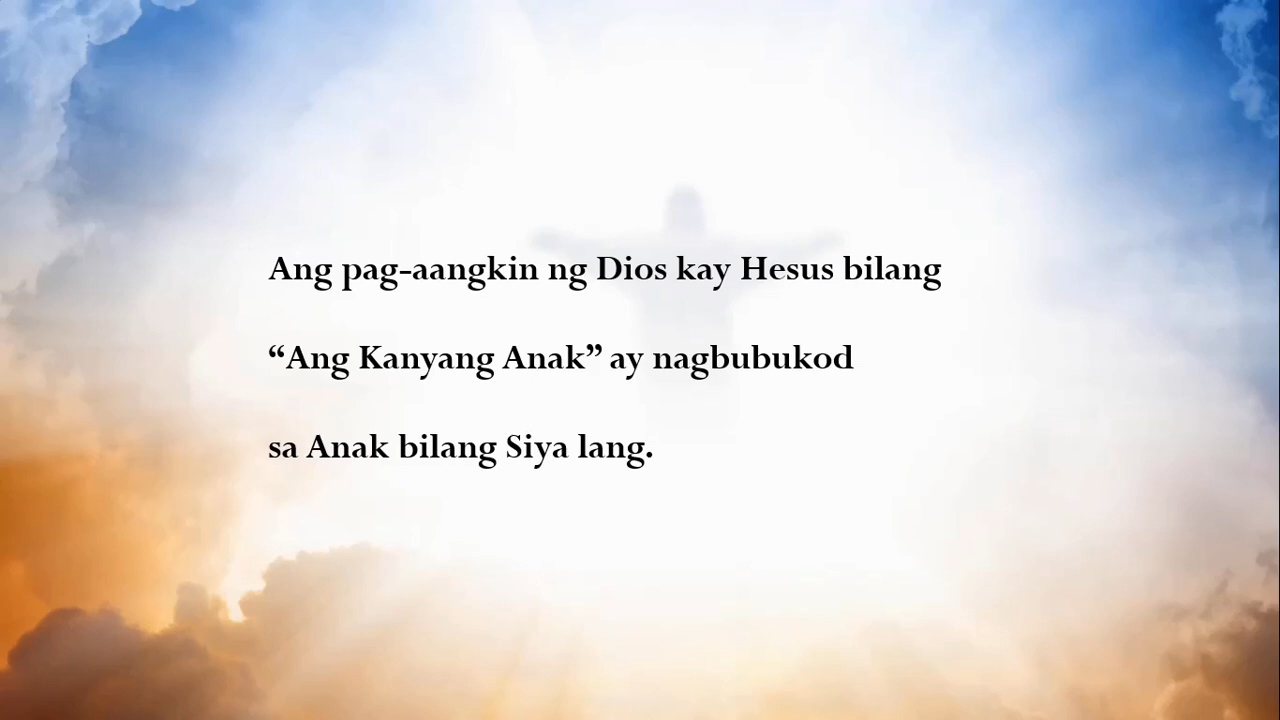 Ang pag-aangkin ng Dios kay Hesus bilang
“Ang Kanyang Anak” ay nagbubukod
sa Anak bilang Siya lang.